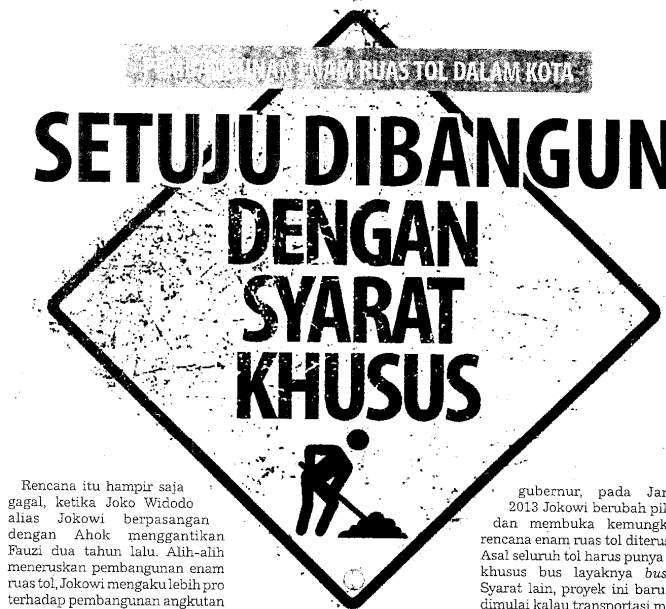 PEMBANGUNAN ENAM RUAS TOL DALAM KOTA
SETUJU DIBANGUN
DENGAN
SYARAT
KHUSUS
Rencana itu hampir saja
gagal, ketika Joko Widodo
alias Jokowi berpasangan
dengan Ahok menggantikan
Fauzi dua tahun lalu. Alih-alih
meneruskan pembangunan enam
ruas tol, Jokowi mengaku lebih pro
terhadap pembangunan angkutan
gubernur, pada
2013 Jokowi berubah
dan membuka
rencana enam ruas tol
Asal seluruh tol harus punya
khusus bus layaknya
Syarat lain, proyek ini
dimulai kalau transportasi